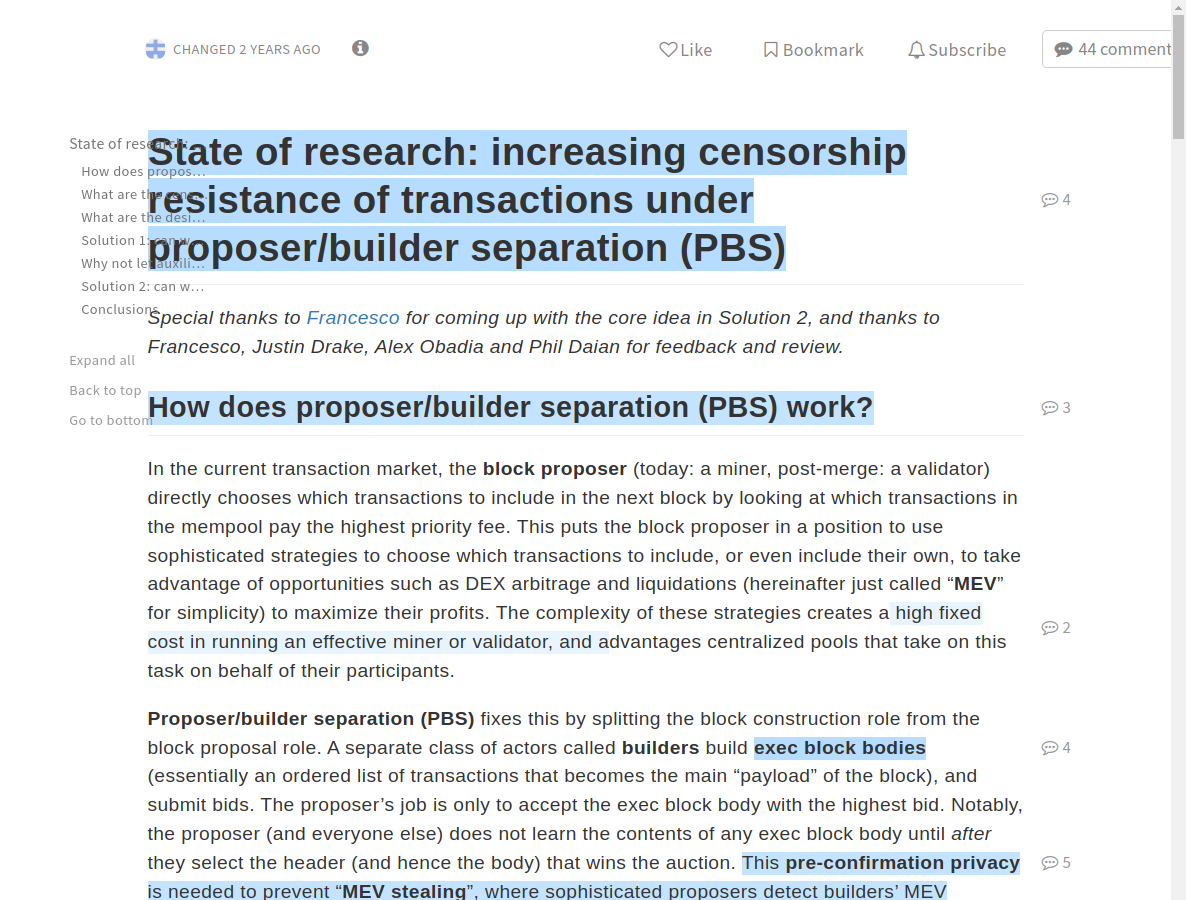 CHANGED 2 YEARS AGO
Like
Bookmark
Subscribe
44 comment
State of research:
How does propos…
What are the cens…
What are the desi…
Solution 1: can w…
Why not let auxili…
Solution 2: can w…
Conclusions
Expand all
Back to top
Go to bottom
State of research: increasing censorship
resistance of transactions under
proposer/builder separation (PBS)
4
Special thanks to Francesco for coming up with the core idea in Solution 2, and thanks to
Francesco, Justin Drake, Alex Obadia and Phil Daian for feedback and review.
How does proposer/builder separation (PBS) work?
3
In the current transaction market, the block proposer (today: a miner, post-merge: a validator)
directly chooses which transactions to include in the next block by looking at which transactions in
the mempool pay the highest priority fee. This puts the block proposer in a position to use
sophisticated strategies to choose which transactions to include, or even include their own, to take
advantage of opportunities such as DEX arbitrage and liquidations (hereinafter just called “MEV”
for simplicity) to maximize their profits. The complexity of these strategies creates a high fixed
cost in running an effective miner or validator, and advantages centralized pools that take on this
task on behalf of their participants.
2
Proposer/builder separation (PBS) fixes this by splitting the block construction role from the
block proposal role. A separate class of actors called builders build exec block bodies
4
(essentially an ordered list of transactions that becomes the main “payload” of the block), and
submit bids. The proposer’s job is only to accept the exec block body with the highest bid. Notably,
the proposer (and everyone else) does not learn the contents of any exec block body until after
they select the header (and hence the body) that wins the auction. This pre-confirmation privacy
5
is needed to prevent “MEV stealing”, where sophisticated proposers detect builders’ MEV